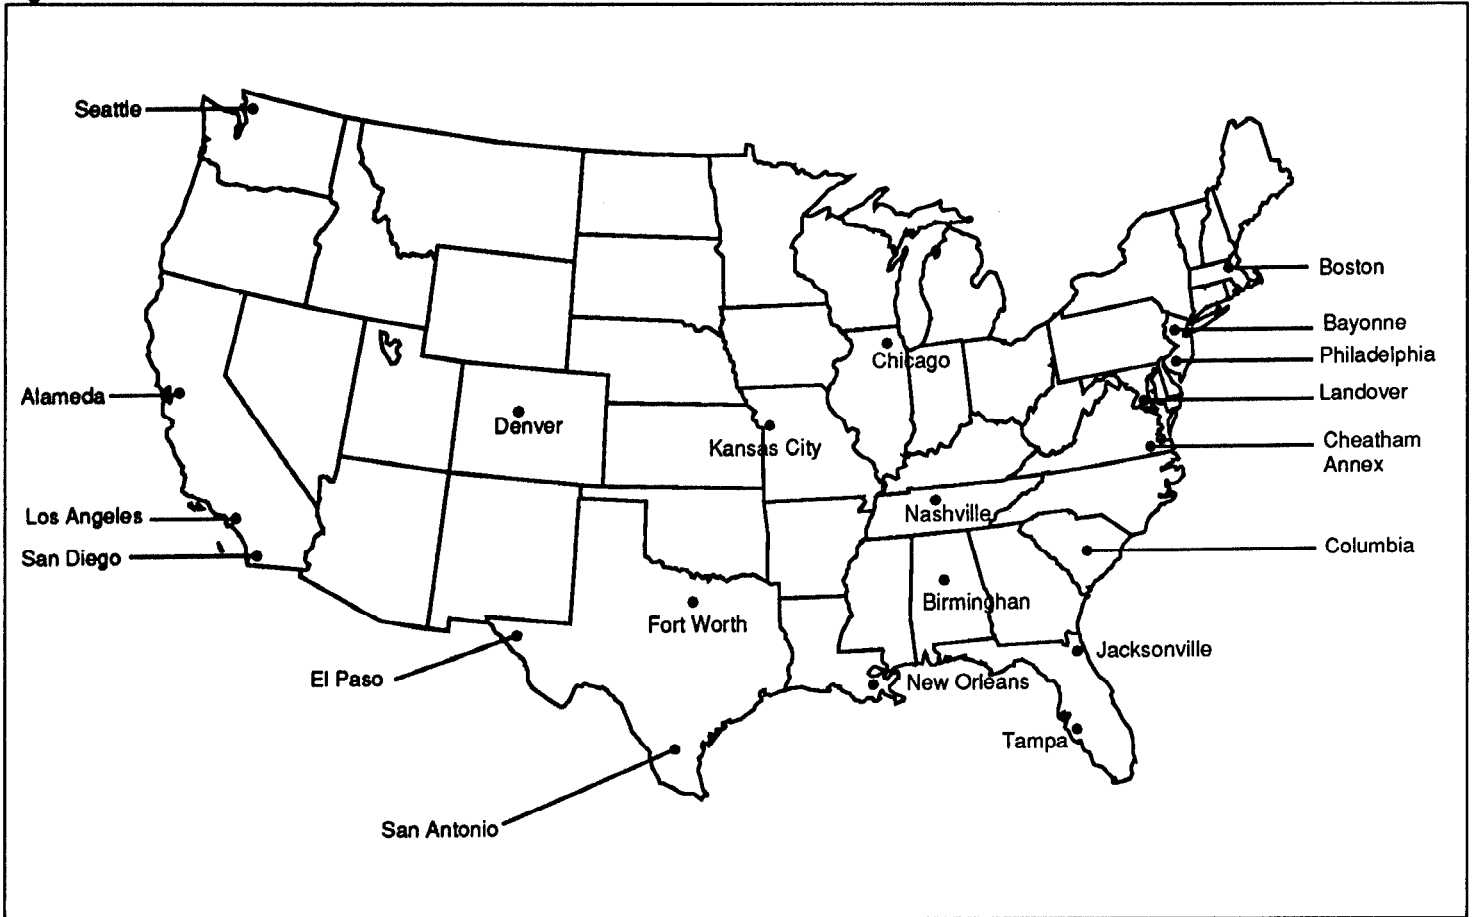 Seattle
Boston
Bayonne
Philadelphia
Chicago
Landover
Alameda
Denver
Kansas City
Cheatham
Annex
Nashville
Los Angeles
San Diego
Columbia
Birminghan
Fort Worth
Jacksonville
El Paso
New Orleans
Tampa
San Antonio